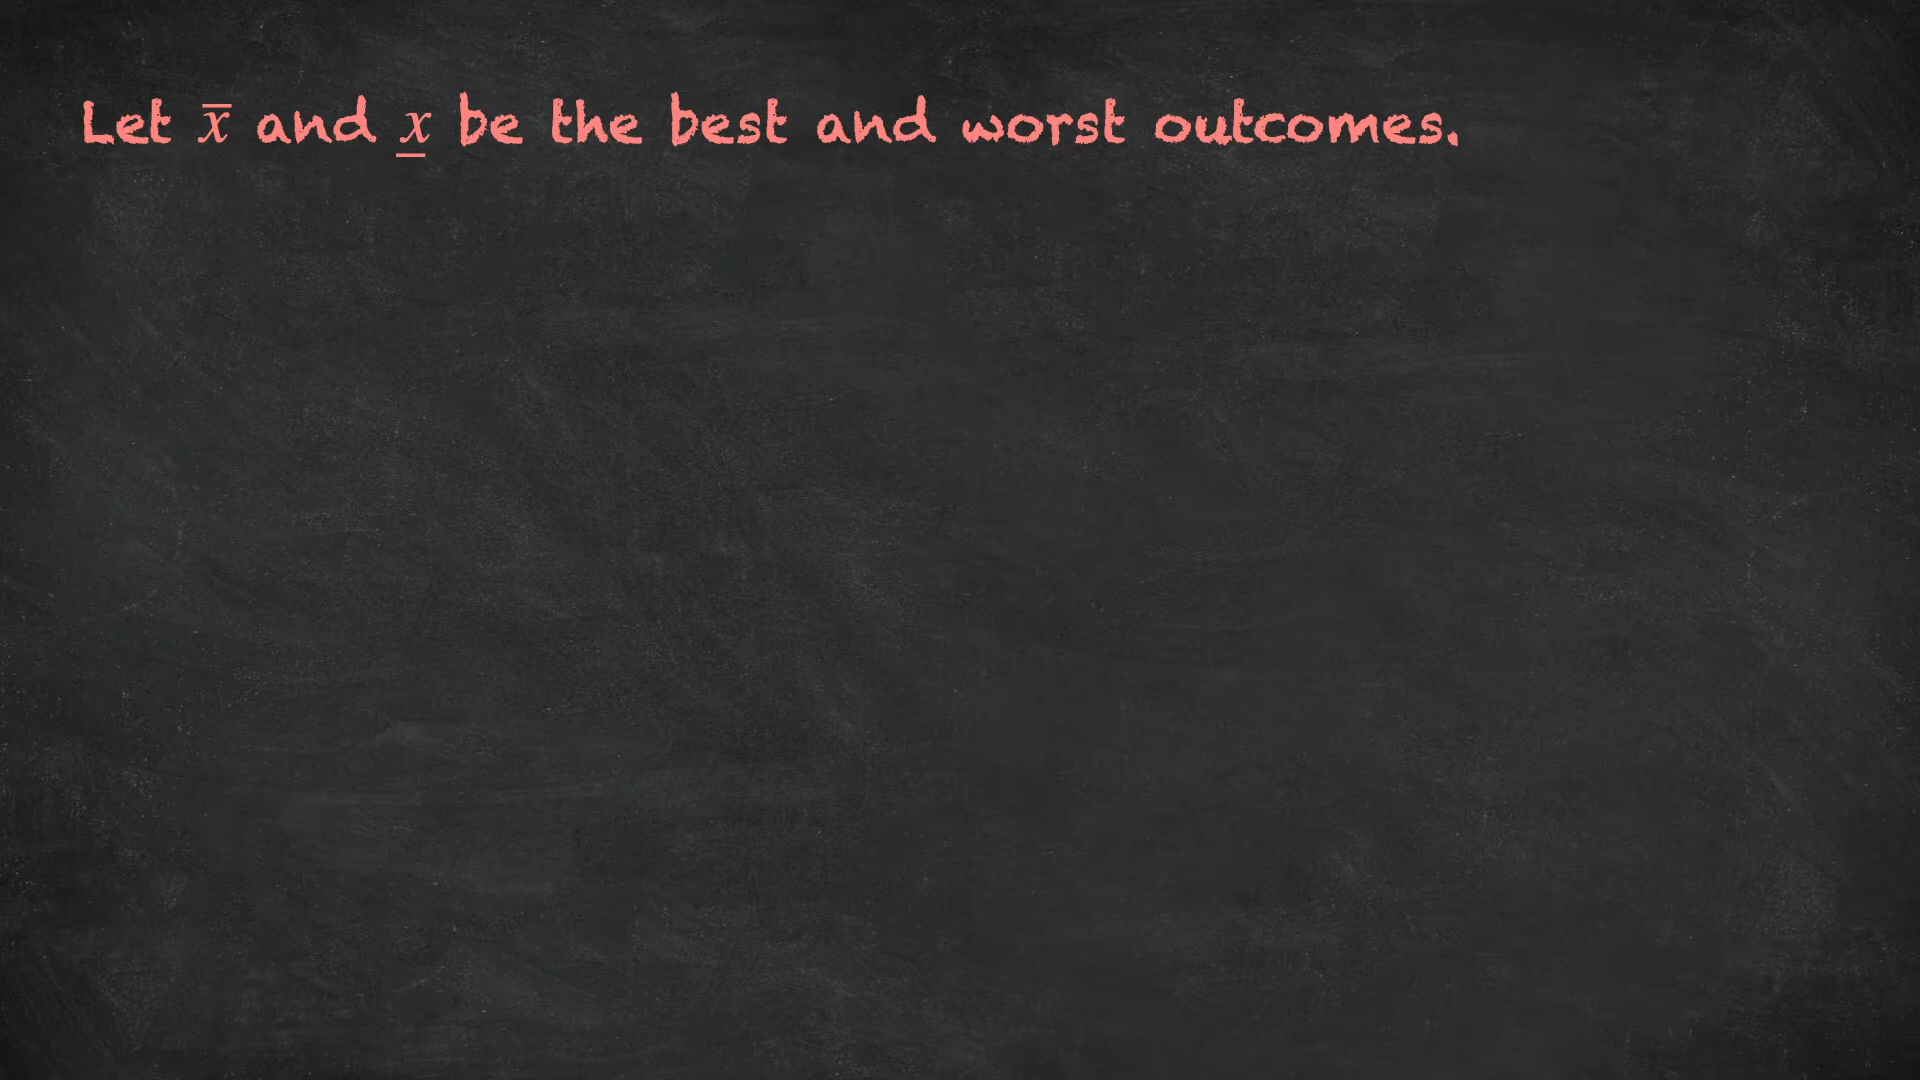 Let x̅ and x̲ be the best and worst outcomes.